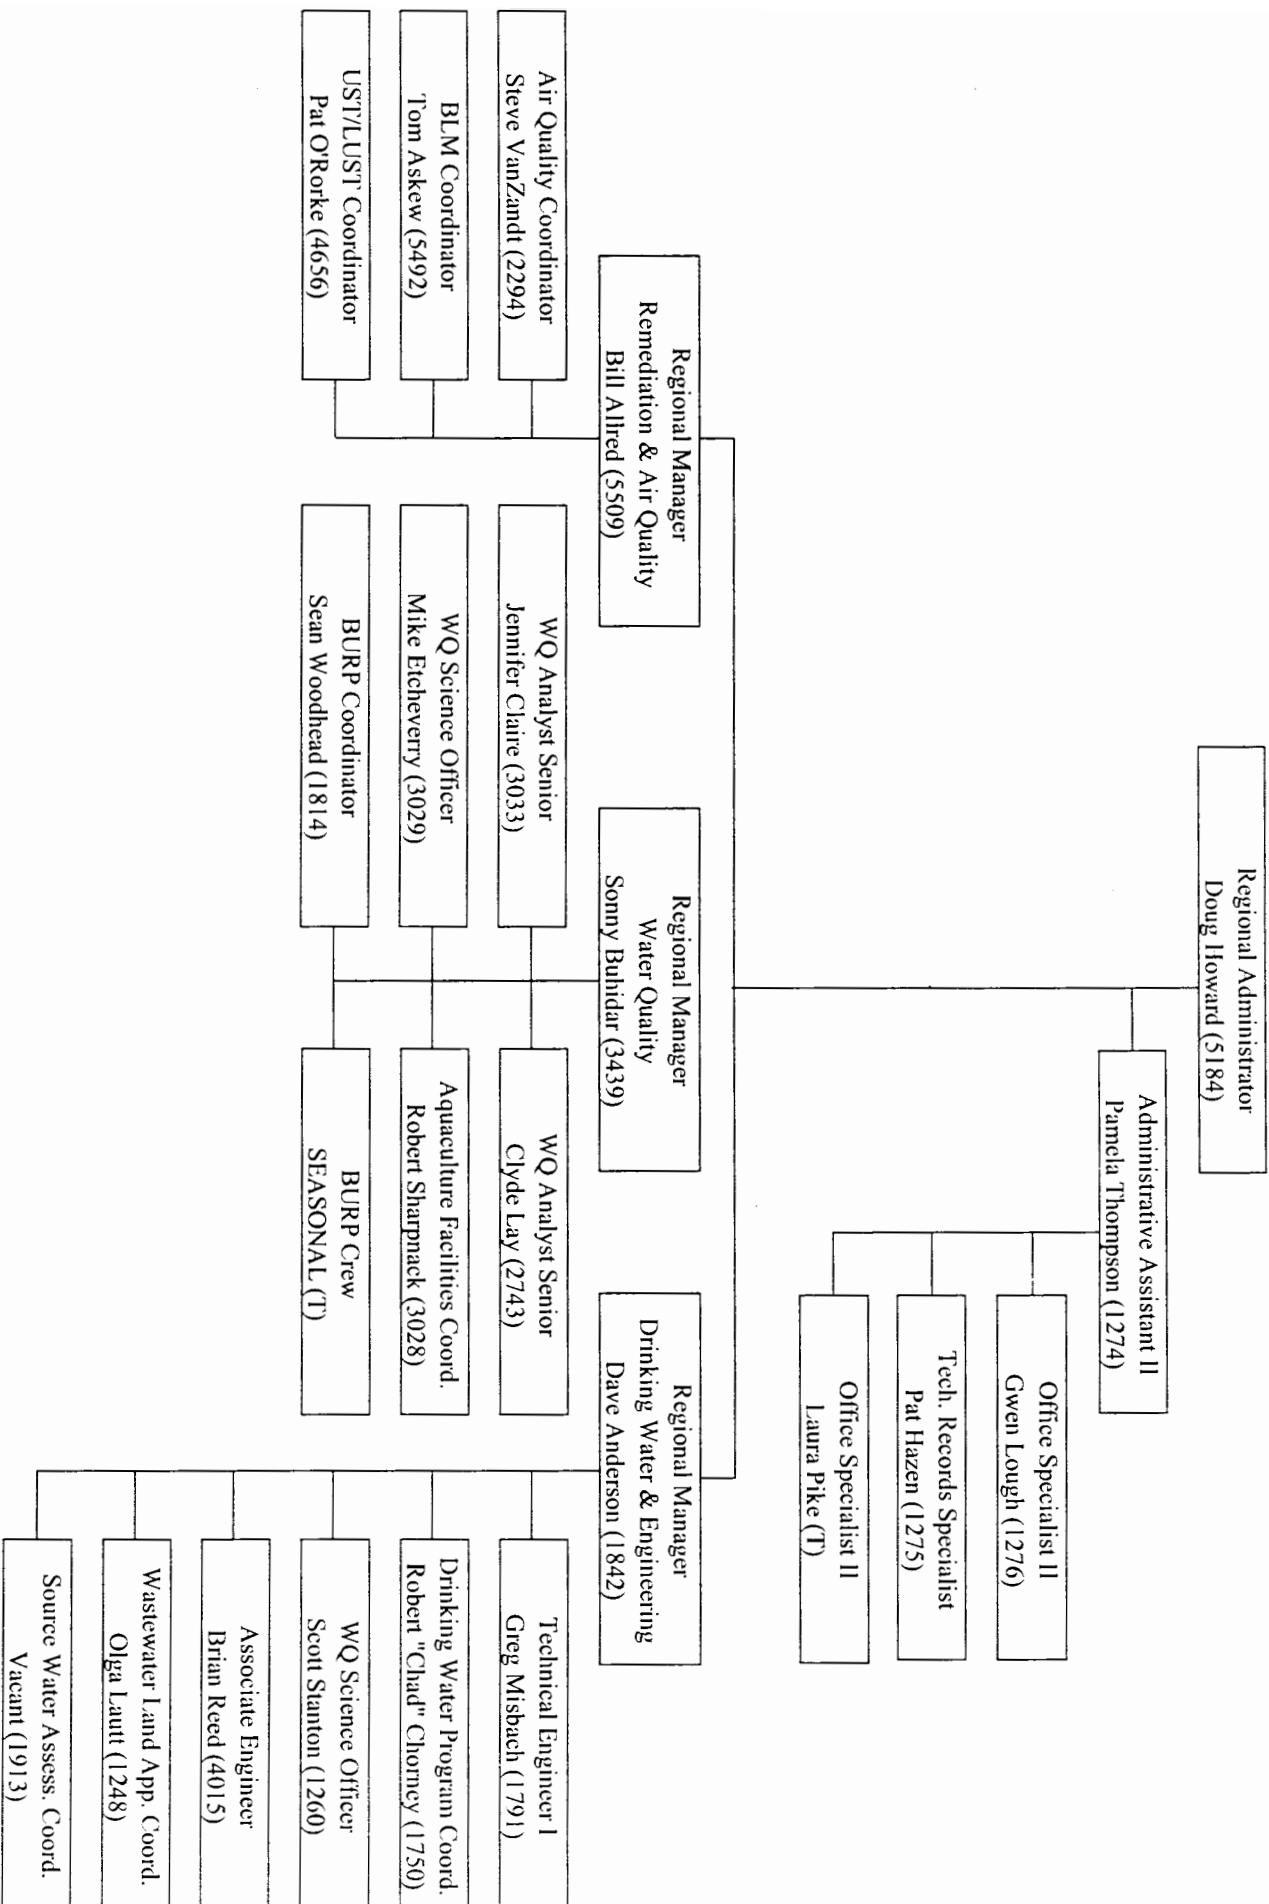 Regional Administrator
Doug Howard (5184)
Administrative Assistant II
Pamela Thompson (1274)
Office Specialist II
Gwen Lough (1276)
Tech. Records Specialist
Pat Hazen (1275)
Office Specialist II
Laura Pike (T)
Regional Manager
Remediation & Air Quality
Bill Allred (5509)
Air Quality Coordinator
Steve VanZandt (2294)
BLM Coordinator
Tom Askew (5492)
UST/LUST Coordinator
Pat O'Rorke (4656)
Regional Manager
Water Quality
Sonny Buhidar (3439)
WQ Analyst Senior
Jennifer Claire (3033)
WQ Analyst Senior
Clyde Lay (2743)
WQ Science Officer
Mike Etcheverry (3029)
Aquaculture Facilities Coord.
Robert Sharpnack (3028)
BURP Coordinator
Sean Woodhead (1814)
BURP Crew
SEASONAL (T)
Regional Manager
Drinking Water & Engineering
Dave Anderson (1842)
Technical Engineer I
Greg Misbach (1791)
Drinking Water Program Coord.
Robert "Chad" Chorney (1750)
WQ Science Officer
Scott Stanton (1260)
Associate Engineer
Brian Reed (4015)
Wastewater Land App. Coord.
Olga Lautt (1248)
Source Water Assess. Coord.
Vacant (1913)